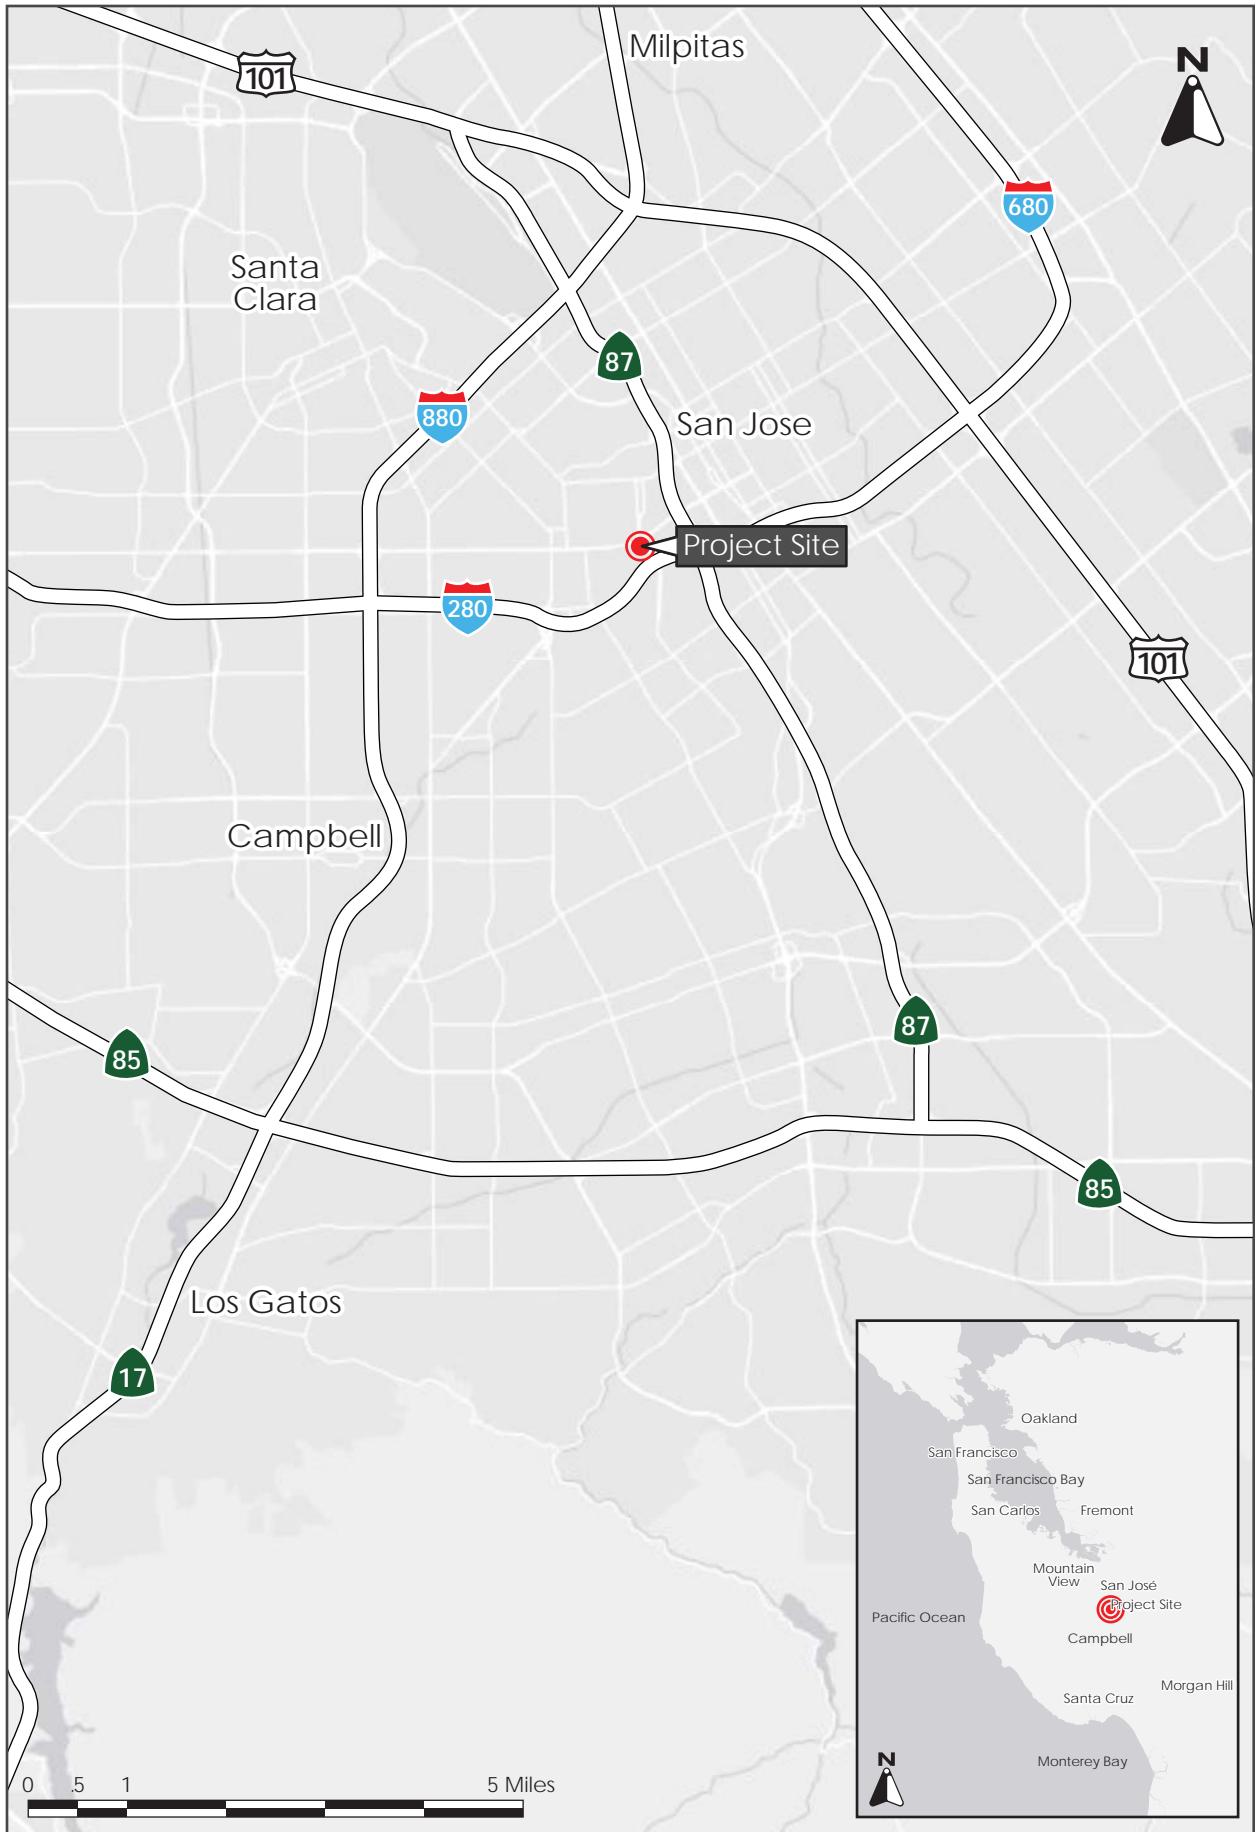 Milpitas
N
101
680
Santa
Clara
87
880
San Jose
Project Site
280
101
Campbell
87
85
85
Los Gatos
17
Oakland
San Francisco
San Francisco Bay
San Carlos
Fremont
Mountain
View
San José
Project Site
Pacific Ocean
Campbell
Morgan Hill
Santa Cruz
Monterey Bay
N
0 .5 1 5 Miles